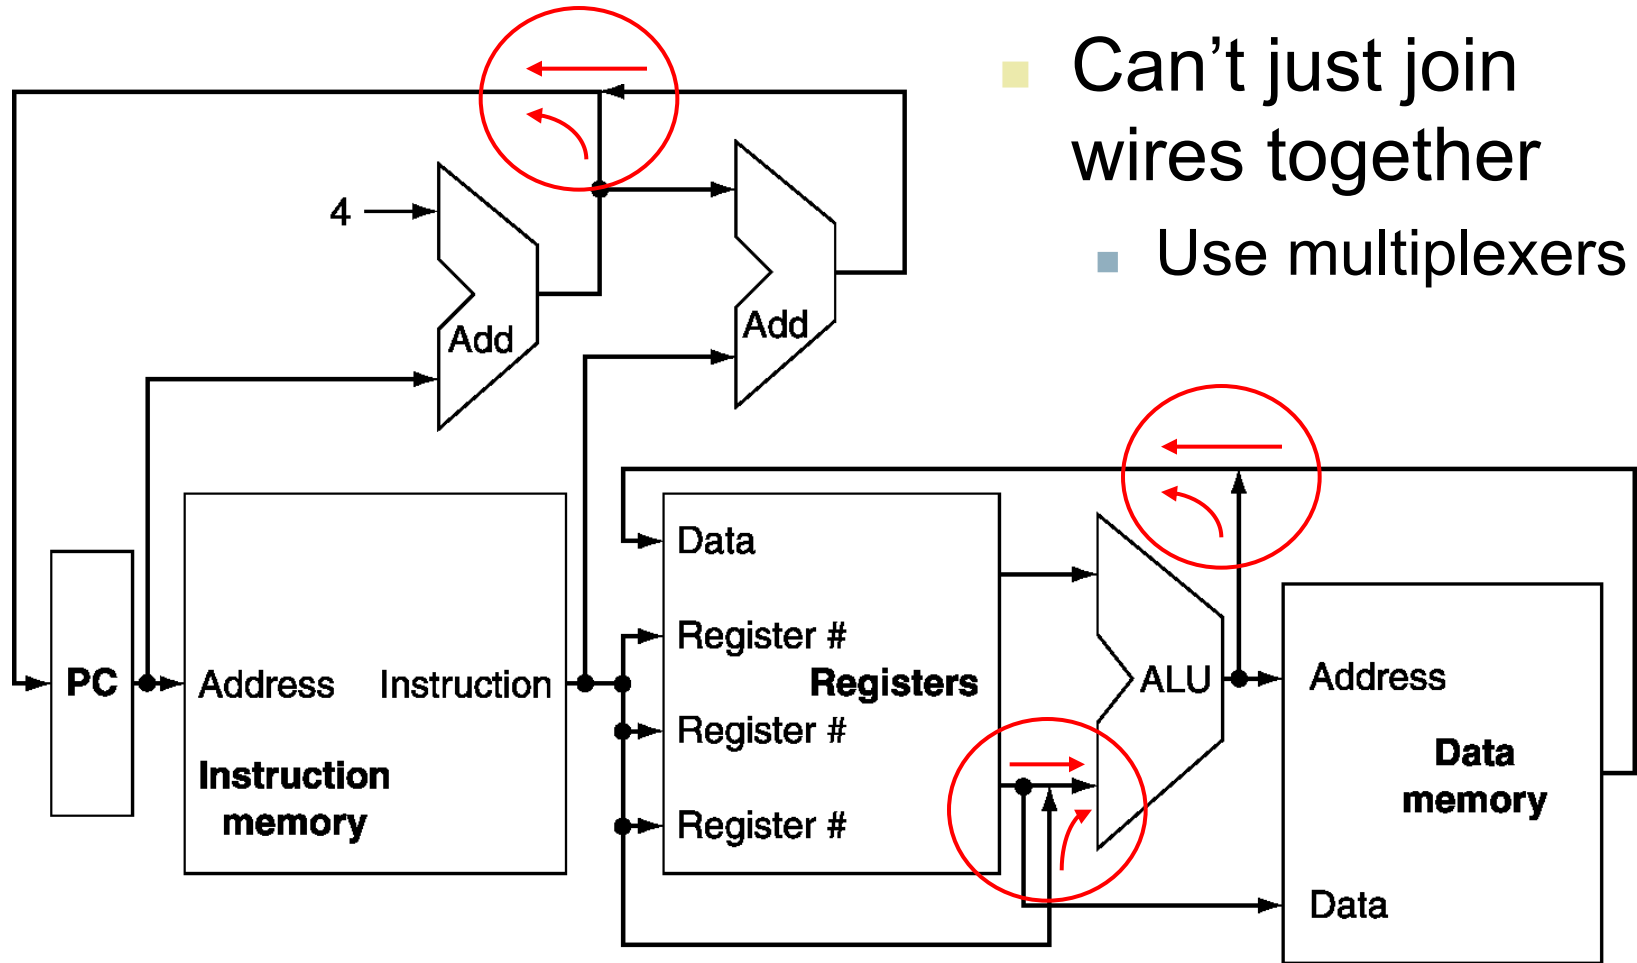 Can't just join
wires together
Use multiplexers
4
Add
Add
Data
Register #
PC
Address
Instruction
Registers
ALU
Address
Register #
Instruction
memory
Data
memory
Register #
Data